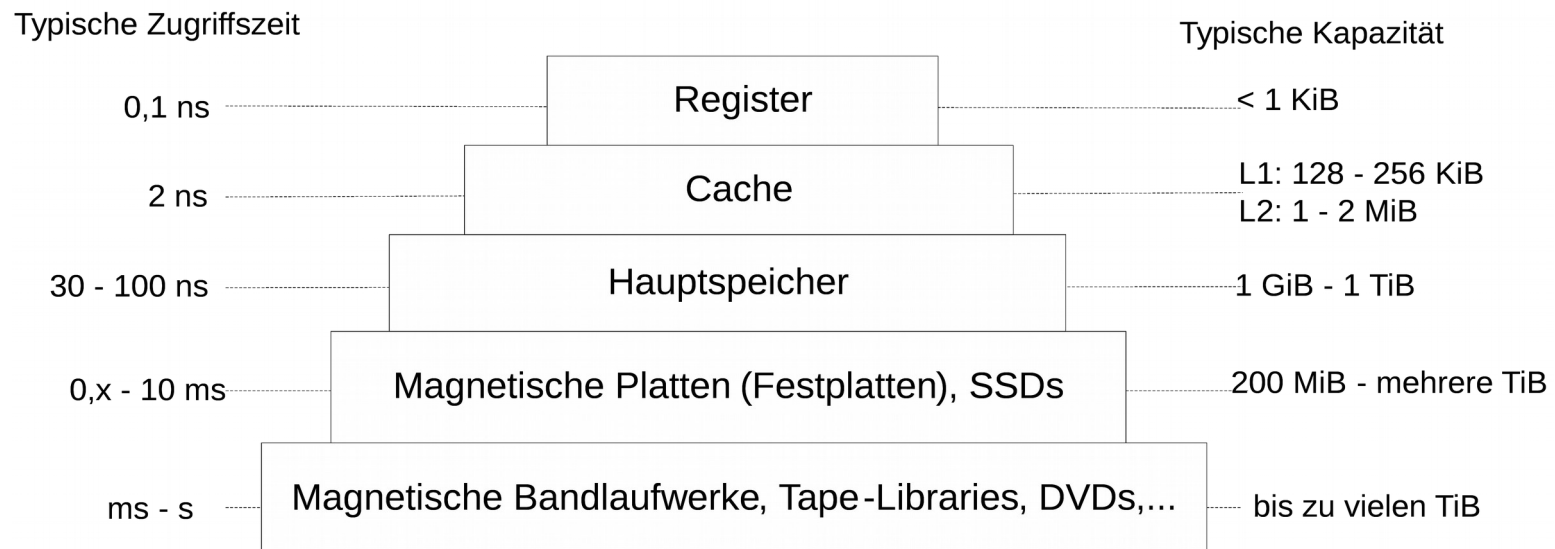 Typische Zugriffszeit
Typische Kapazität
0,1 ns
Register
< 1 KiB
2 ns
Cache
L1: 128 - 256 KiB
L2: 1 - 2 MiB
30 - 100 ns
Hauptspeicher
1 GiB - 1 TiB
0,x - 10 ms
Magnetische Platten (Festplatten), SSDs
200 MiB - mehrere TiB
ms - s
Magnetische Bandlaufwerke, Tape-Libraries, DVDs,...
bis zu vielen TiB